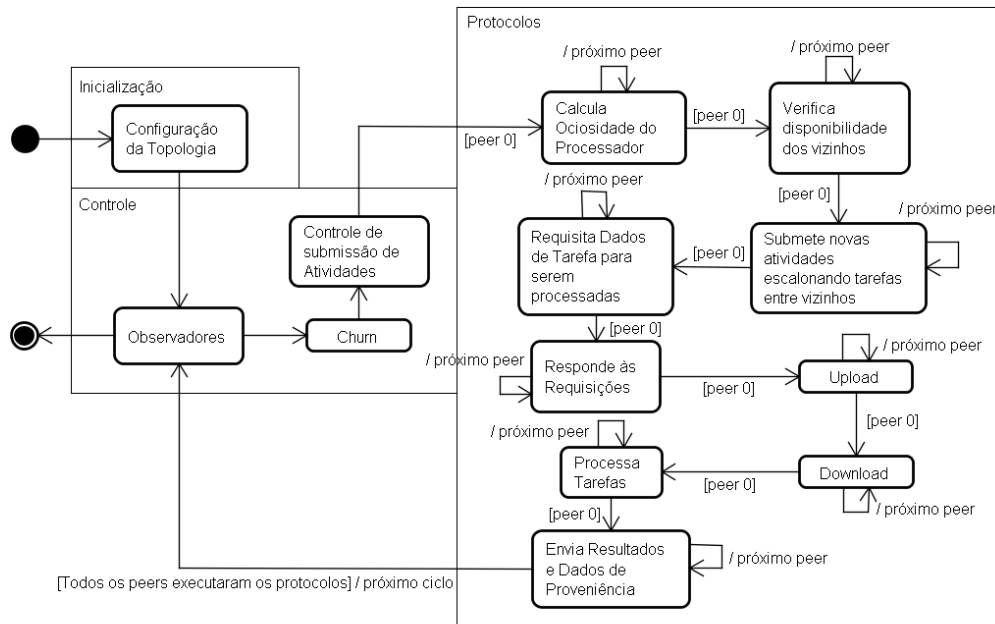 Protocolos
Inicialização
Configuração
da Topologia
Controle
Controle de
submissão de
Atividades
Observadores
Churn
[peer 0]
/ próximo peer
Calcula
Ociosidade do
Processador
[peer 0]
/ próximo peer
Verifica
disponibilidade
dos vizinhos
[peer 0]
/ próximo peer
Submete novas
atividades
escalonando tarefas
entre vizinhos
[peer 0]
/ próximo peer
Requisita Dados
de Tarefa para
serem
processadas
[peer 0]
/ próximo peer
Responde às
Requisições
[peer 0]
/ próximo peer
Upload
[peer 0]
Download
/ próximo peer
[peer 0]
/ próximo peer
Processa
Tarefas
[peer 0]
Envia Resultados
e Dados de
Proveniência
/ próximo peer
[Todos os peers executaram os protocolos] / próximo ciclo